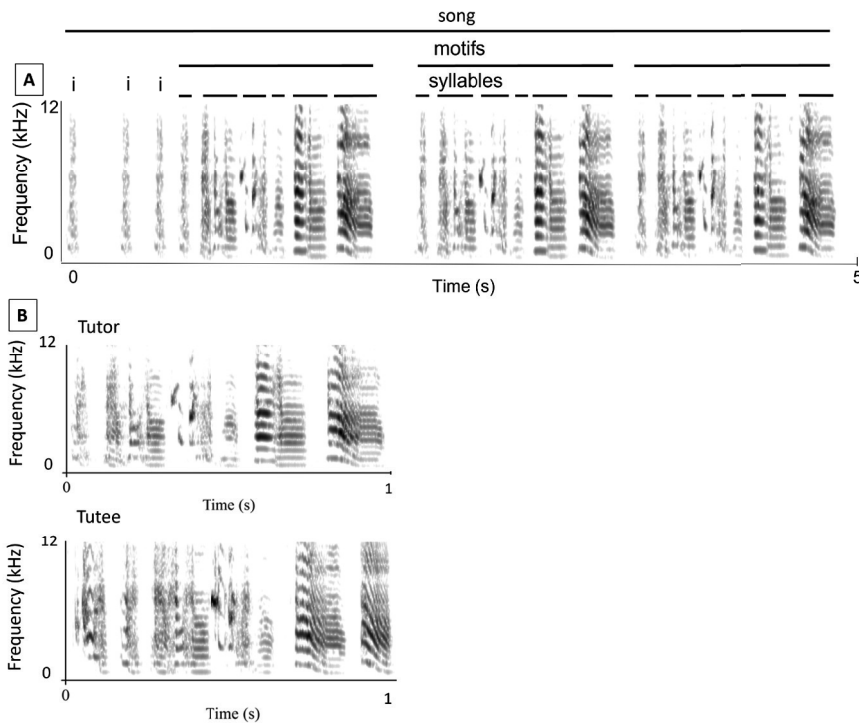 song
motifs
A
i i i
syllables
12
Frequency (kHz)
0
0
5
Time (s)
B
Tutor
12
Frequency (kHz)
0
0
1
Time (s)
Tutee
12
Frequency (kHz)
0
0
1
Time (s)